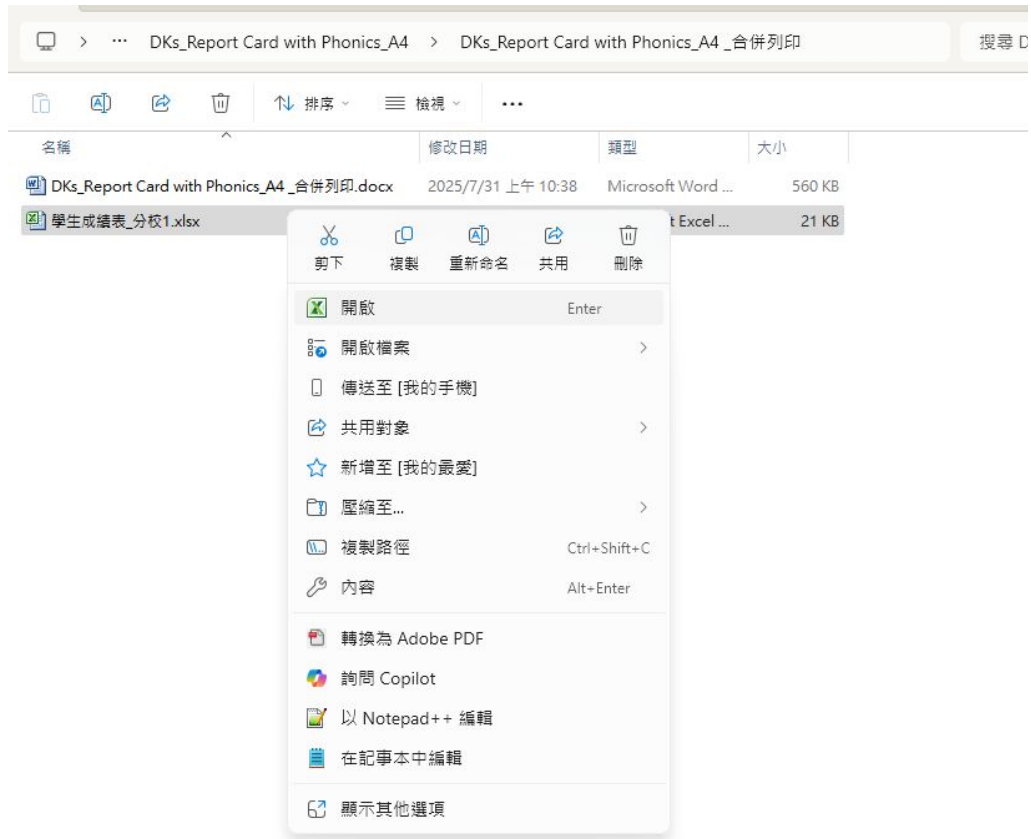 … DKs_Report Card with Phonics_A4 > DKs_Report Card with Phonics_A4 _合併列印 搜尋 D
排序 檢視 …
名稱 修改日期 類型 大小
DKs_Report Card with Phonics_A4 _合併列印.docx 2025/7/31 上午 10:38 Microsoft Word ... 560 KB
學生成績表_分校1.xlsx t Excel ... 21 KB
剪下 複製 重新命名 共用 刪除
開啟 Enter
開啟檔案
傳送至 [我的手機]
共用對象
新增至 [我的最愛]
壓縮至...
複製路徑 Ctrl+Shift+C
內容 Alt+Enter
轉換為 Adobe PDF
詢問 Copilot
以 Notepad++ 編輯
在記事本中編輯
顯示其他選項